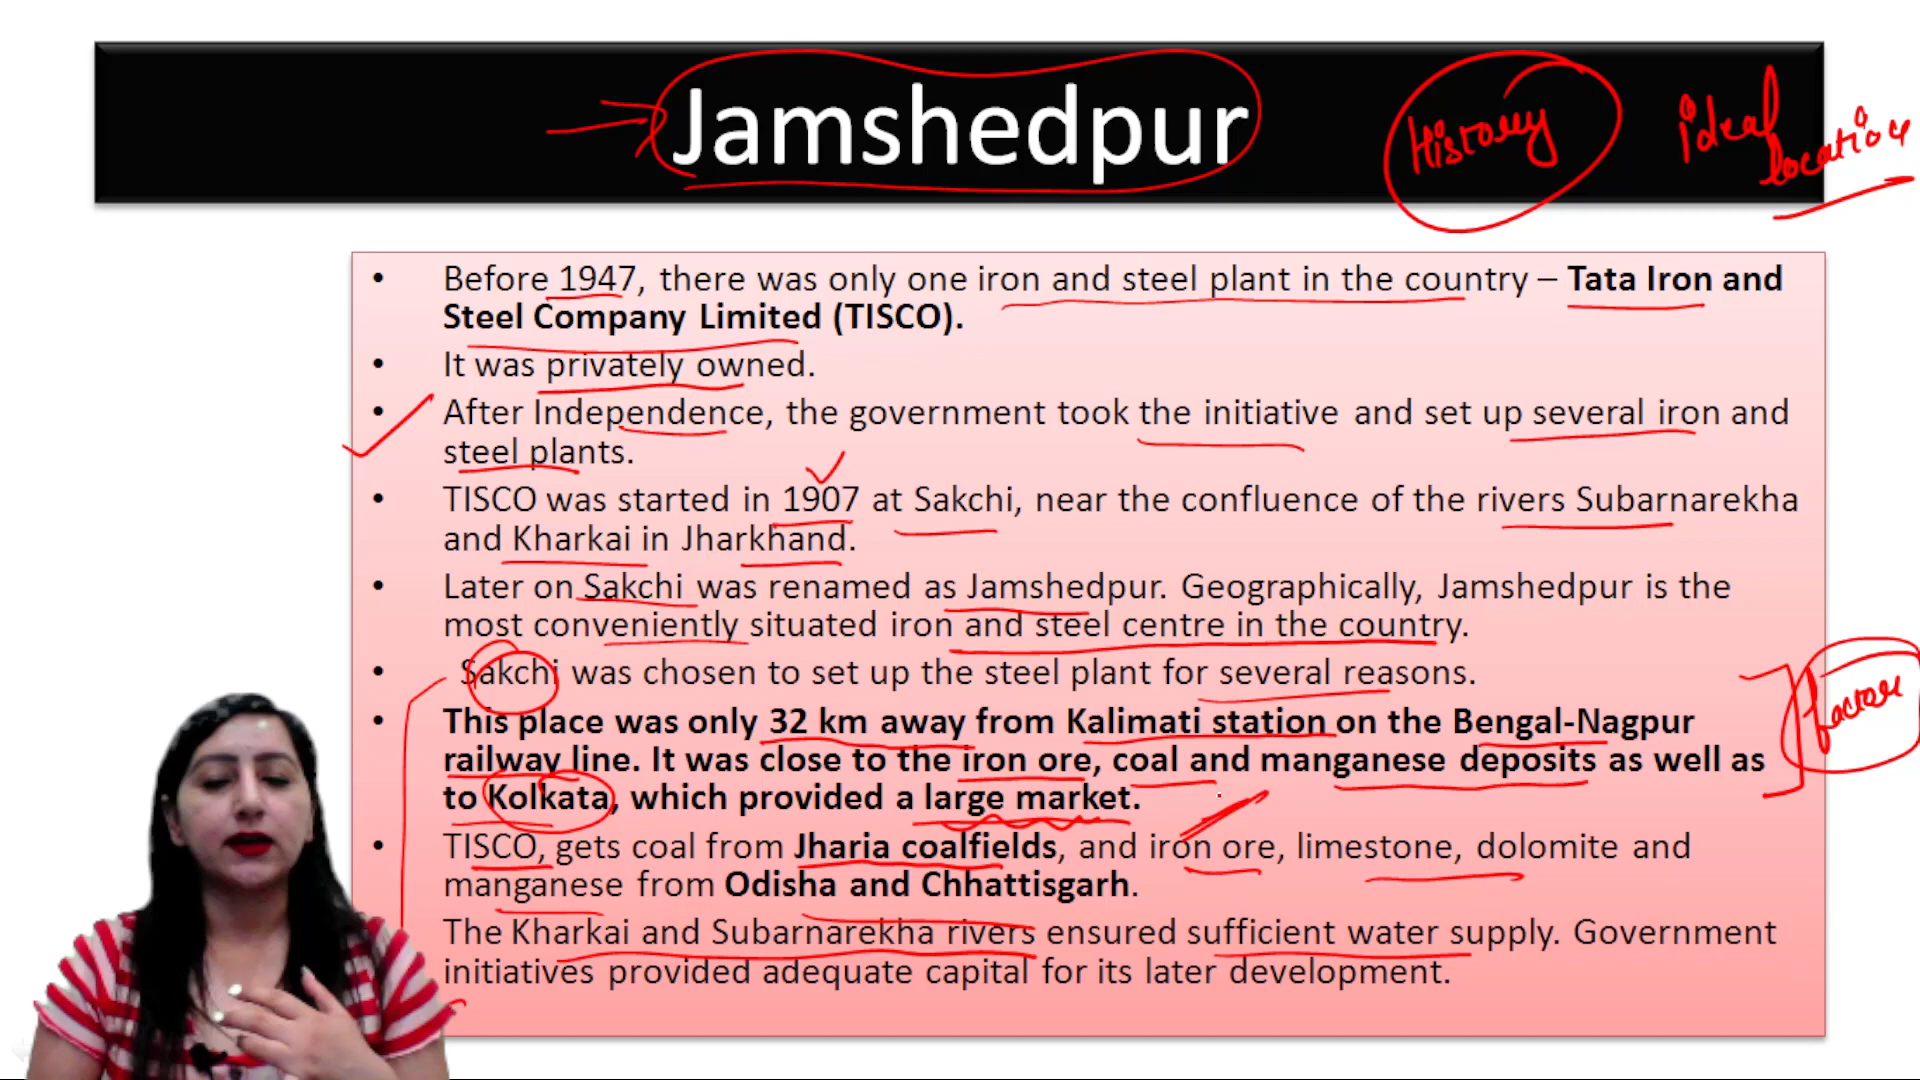 Jamshedpur
History
ideal
location
• Before 1947, there was only one iron and steel plant in the country – Tata Iron and
Steel Company Limited (TISCO).
• It was privately owned.
• After Independence, the government took the initiative and set up several iron and
steel plants.
• TISCO was started in 1907 at Sakchi, near the confluence of the rivers Subarnarekha
and Kharkai in Jharkhand.
• Later on Sakchi was renamed as Jamshedpur. Geographically, Jamshedpur is the
most conveniently situated iron and steel centre in the country.
• Sakchi was chosen to set up the steel plant for several reasons.
• This place was only 32 km away from Kalimati station on the Bengal-Nagpur
railway line. It was close to the iron ore, coal and manganese deposits as well as
to Kolkata, which provided a large market.
• TISCO, gets coal from Jharia coalfields, and iron ore, limestone, dolomite and
manganese from Odisha and Chhattisgarh.
The Kharkai and Subarnarekha rivers ensured sufficient water supply. Government
initiatives provided adequate capital for its later development.